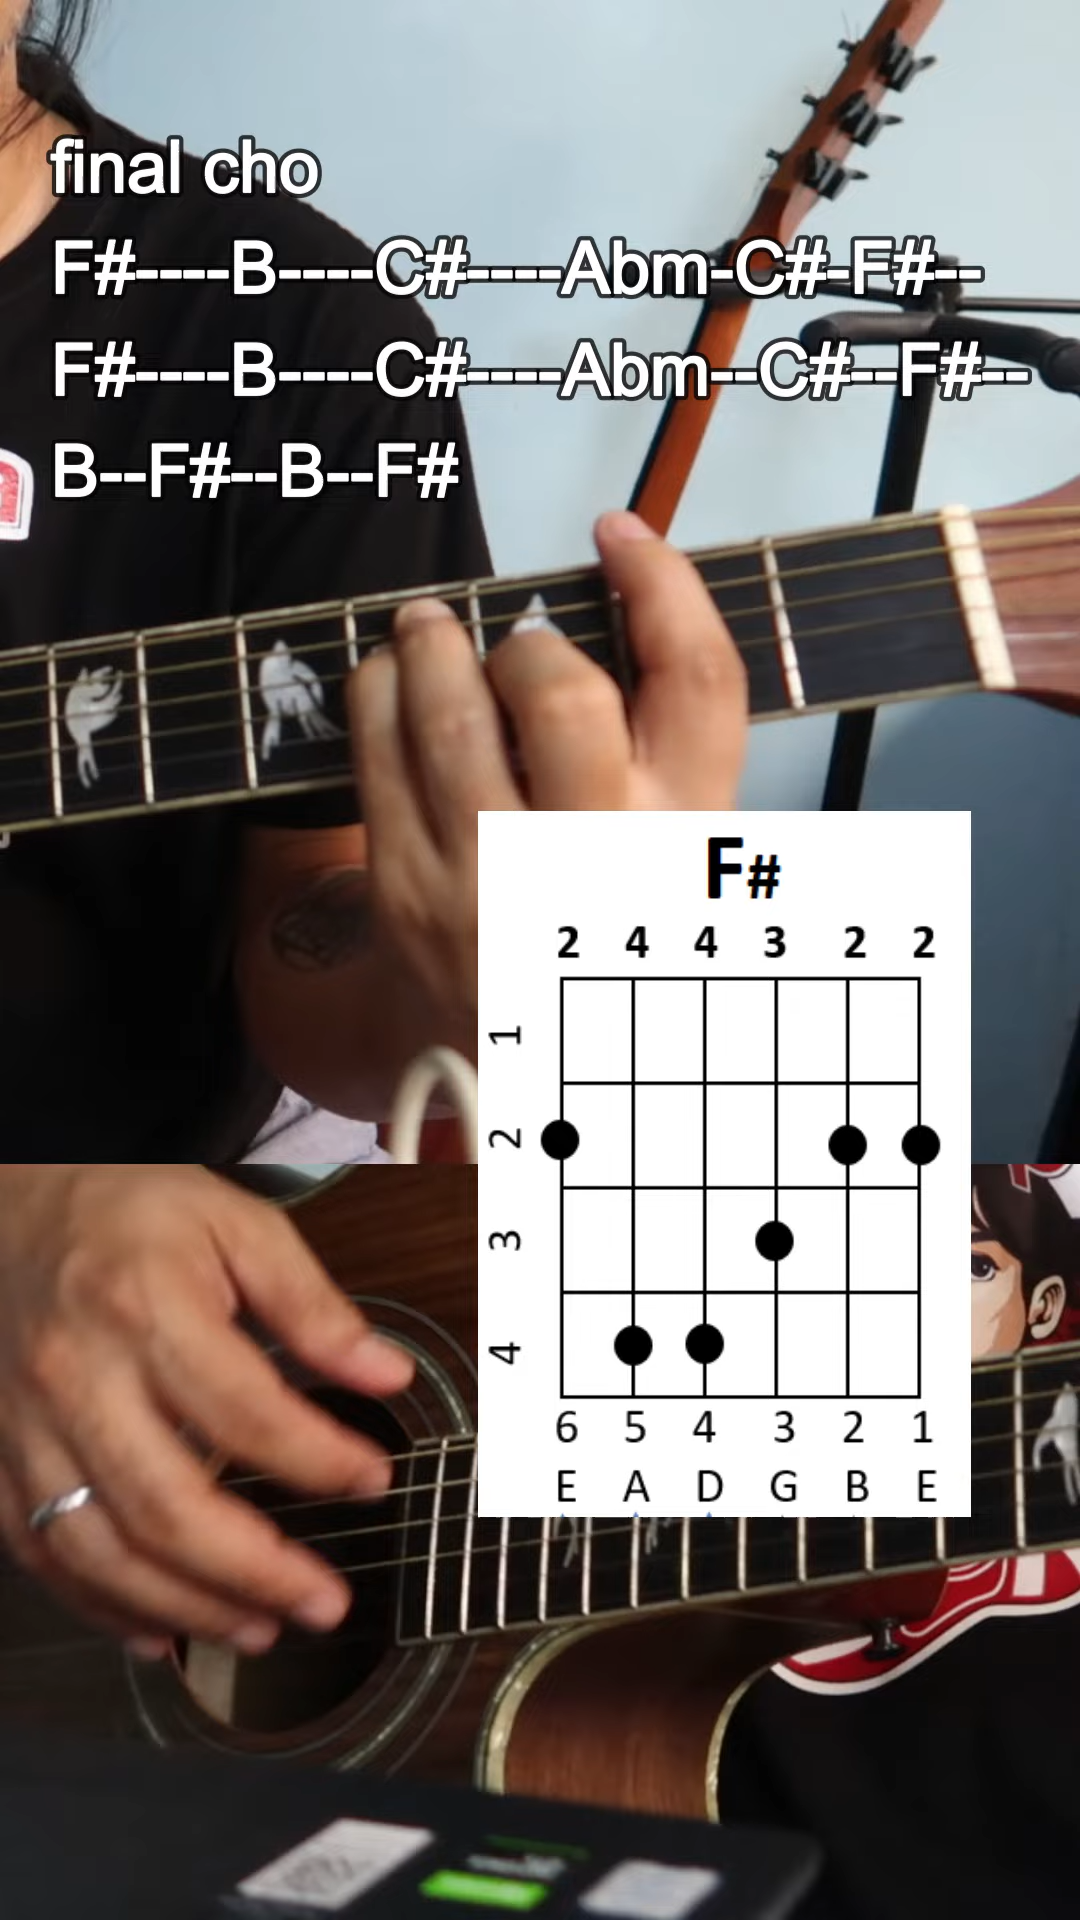 final cho
F#----B----C#----Abm-C#-F#--
F#----B----C#----Abm--C#--F#--
B--F#--B--F#
F#
2 4 4 3 2 2
1
2
3
4
6 5 4 3 2 1
E A D G B E